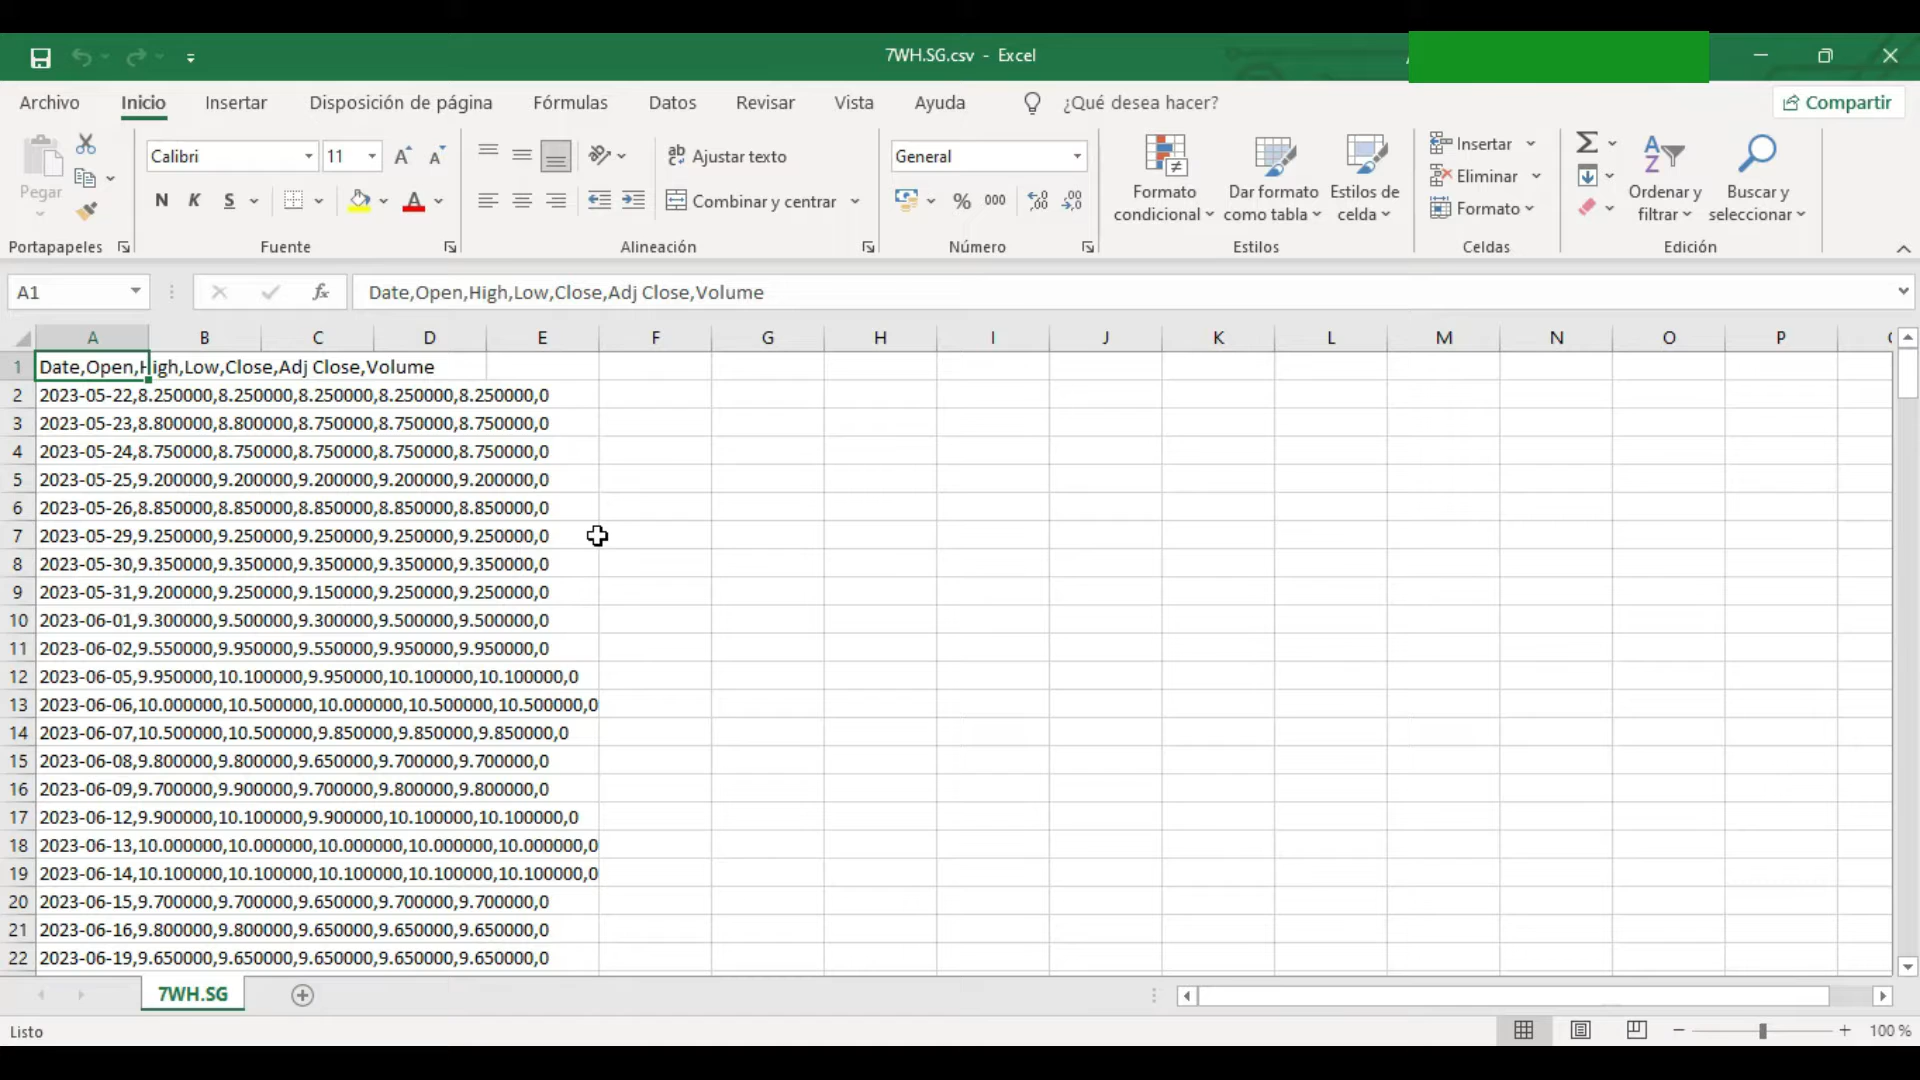 7WH.SG.csv - Excel
Archivo Inicio Insertar Disposición de página Fórmulas Datos Revisar Vista Ayuda ¿Qué desea hacer? Compartir
Pegar
Portapapeles
Calibri 11
N K S
Fuente
Ajustar texto
Combinar y centrar
Alineación
General
% 000
Número
Formato condicional
Dar formato como tabla
Estilos de celda
Estilos
Insertar
Eliminar
Formato
Celdas
Ordenar y filtrar
Buscar y seleccionar
Edición
A1 fx Date,Open,High,Low,Close,Adj Close,Volume
A B C D E F G H I J K L M N O P
1 Date,Open,High,Low,Close,Adj Close,Volume
2 2023-05-22,8.250000,8.250000,8.250000,8.250000,8.250000,0
3 2023-05-23,8.800000,8.800000,8.750000,8.750000,8.750000,0
4 2023-05-24,8.750000,8.750000,8.750000,8.750000,8.750000,0
5 2023-05-25,9.200000,9.200000,9.200000,9.200000,9.200000,0
6 2023-05-26,8.850000,8.850000,8.850000,8.850000,8.850000,0
7 2023-05-29,9.250000,9.250000,9.250000,9.250000,9.250000,0
8 2023-05-30,9.350000,9.350000,9.350000,9.350000,9.350000,0
9 2023-05-31,9.200000,9.250000,9.150000,9.250000,9.250000,0
10 2023-06-01,9.300000,9.500000,9.300000,9.500000,9.500000,0
11 2023-06-02,9.550000,9.950000,9.550000,9.950000,9.950000,0
12 2023-06-05,9.950000,10.100000,9.950000,10.100000,10.100000,0
13 2023-06-06,10.000000,10.500000,10.000000,10.500000,10.500000,0
14 2023-06-07,10.500000,10.500000,9.850000,9.850000,9.850000,0
15 2023-06-08,9.800000,9.800000,9.650000,9.700000,9.700000,0
16 2023-06-09,9.700000,9.900000,9.700000,9.800000,9.800000,0
17 2023-06-12,9.900000,10.100000,9.900000,10.100000,10.100000,0
18 2023-06-13,10.000000,10.000000,10.000000,10.000000,10.000000,0
19 2023-06-14,10.100000,10.100000,10.100000,10.100000,10.100000,0
20 2023-06-15,9.700000,9.700000,9.650000,9.700000,9.700000,0
21 2023-06-16,9.800000,9.800000,9.650000,9.650000,9.650000,0
22 2023-06-19,9.650000,9.650000,9.650000,9.650000,9.650000,0
7WH.SG
Listo 100 %